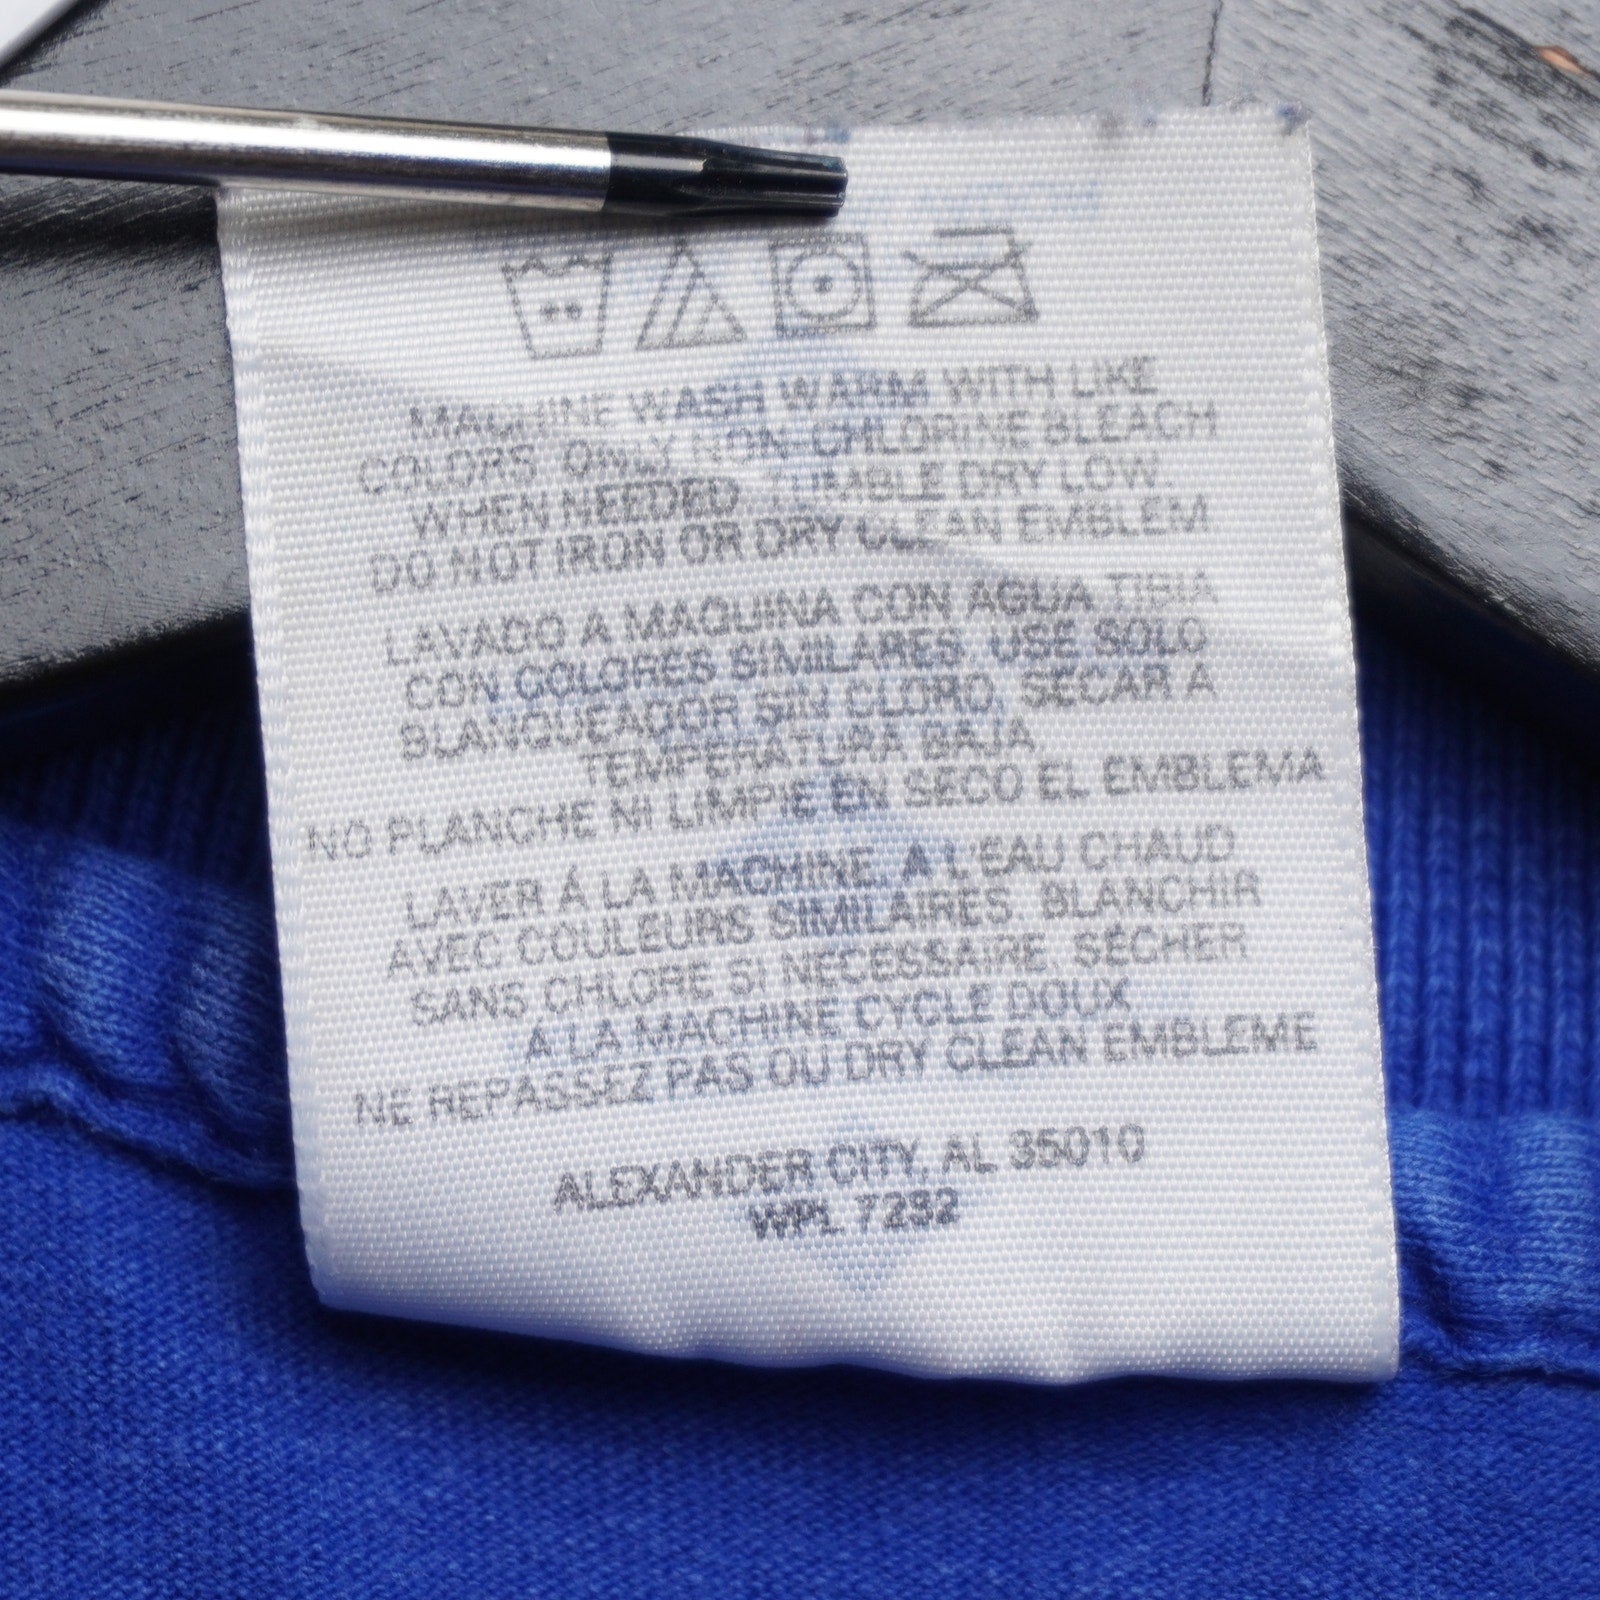 MACHINE WASH WARM WITH LIKE
COLORS. ONLY NON-CHLORINE BLEACH
WHEN NEEDED. TUMBLE DRY LOW.
DO NOT IRON OR DRY CLEAN EMBLEM
LAVADO A MAQUINA CON AGUA TIBIA
CON COLORES SIMILARES. USE SOLO
BLANQUEADOR SIN CLORO. SECAR A
TEMPERATURA BAJA
NO PLANCHE NI LIMPIE EN SECO EL EMBLEMA
LAVER Á LA MACHINE, A L'EAU CHAUD
AVEC COULEURS SIMILAIRES. BLANCHIR
SANS CHLORE SI NECESSAIRE. SÉCHER
A LA MACHINE CYCLE DOUX
NE REPASSEZ PAS OU DRY CLEAN EMBLEME
ALEXANDER CITY, AL 35010
WPL 7282